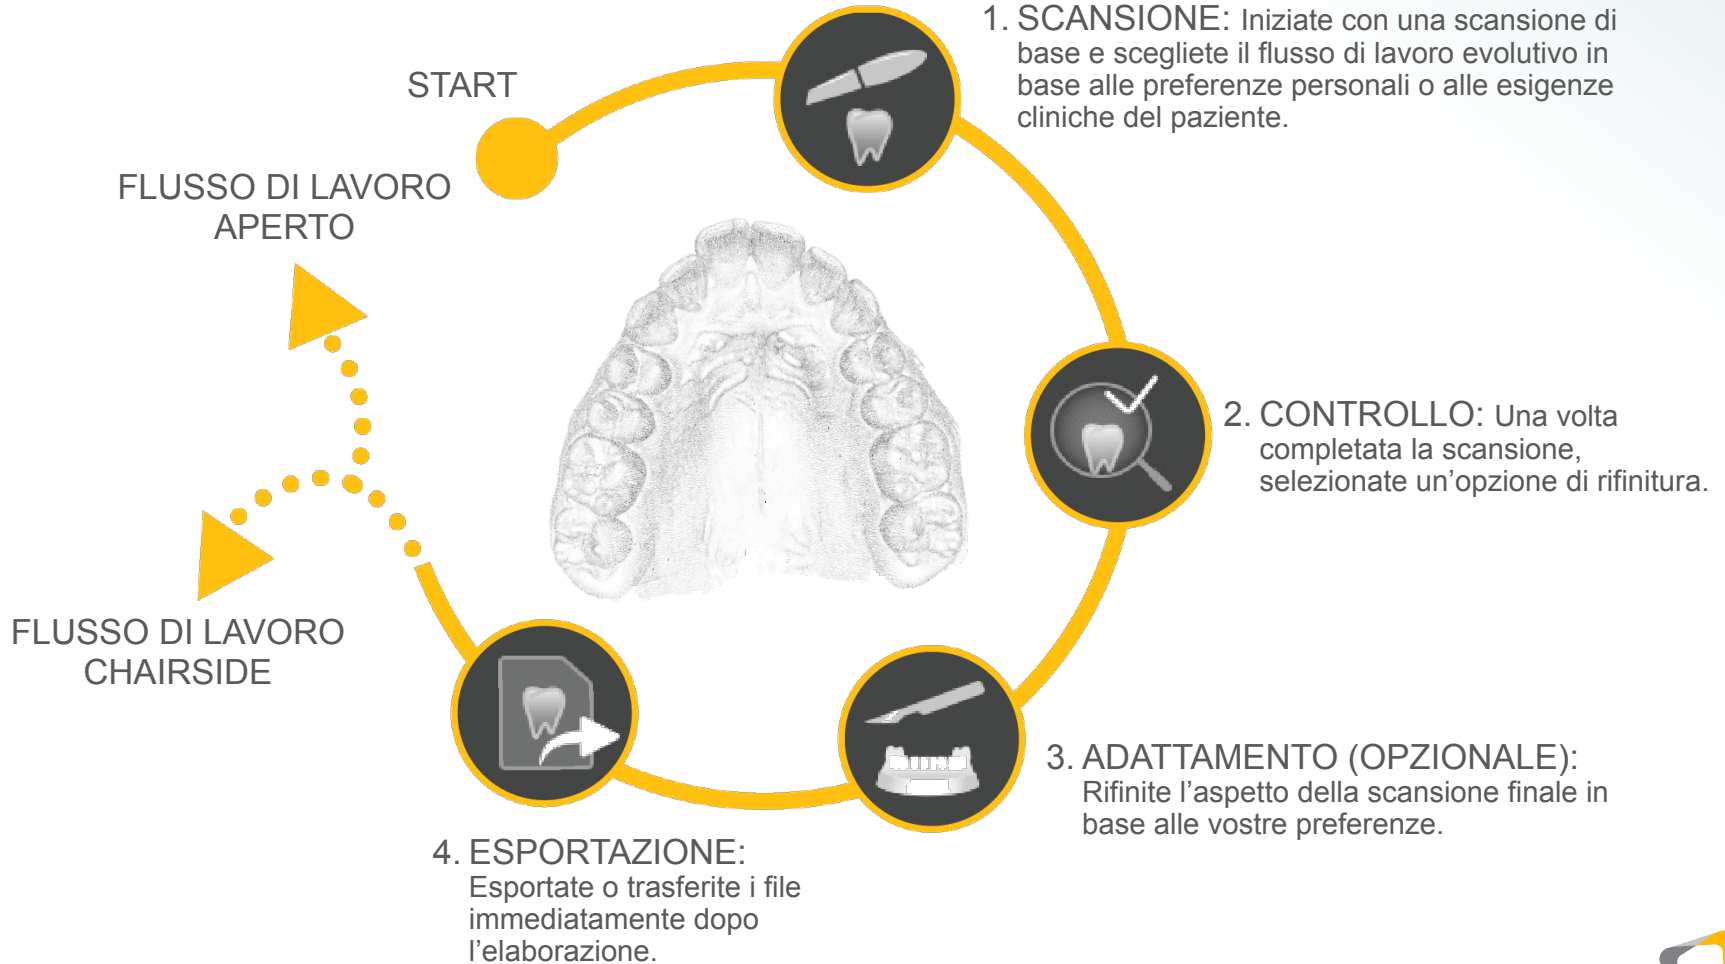 START
1. SCANSIONE: Iniziate con una scansione di
base e scegliete il flusso di lavoro evolutivo in
base alle preferenze personali o alle esigenze
cliniche del paziente.
FLUSSO DI LAVORO
APERTO
2. CONTROLLO: Una volta
completata la scansione,
selezionate un’opzione di rifinitura.
FLUSSO DI LAVORO
CHAIRSIDE
3. ADATTAMENTO (OPZIONALE):
Rifinite l’aspetto della scansione finale in
base alle vostre preferenze.
4. ESPORTAZIONE:
Esportate o trasferite i file
immediatamente dopo
l’elaborazione.